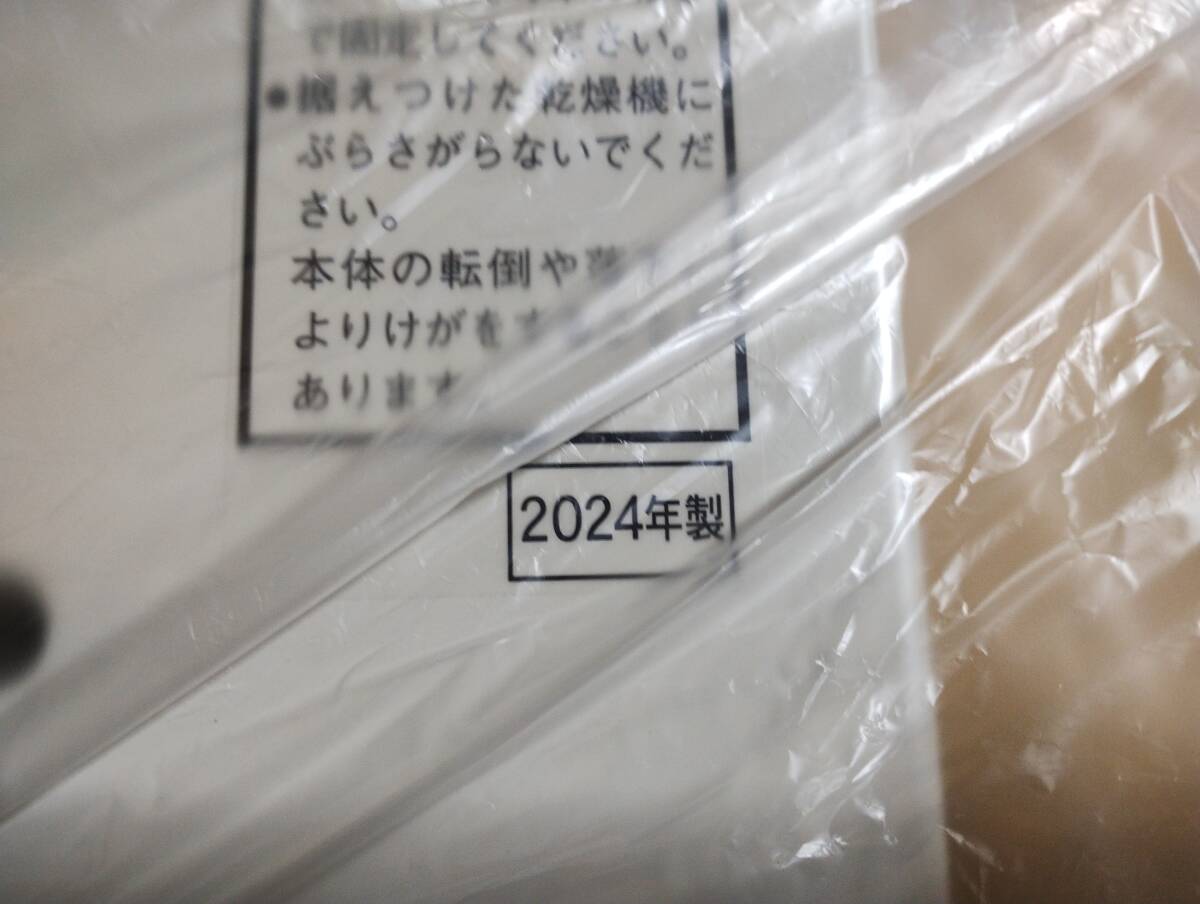 で固定してください。
●据えつけた乾燥機に
ぶらさがらないでくだ
さい。
本体の転倒や
よりけがをす
あります
2024年製